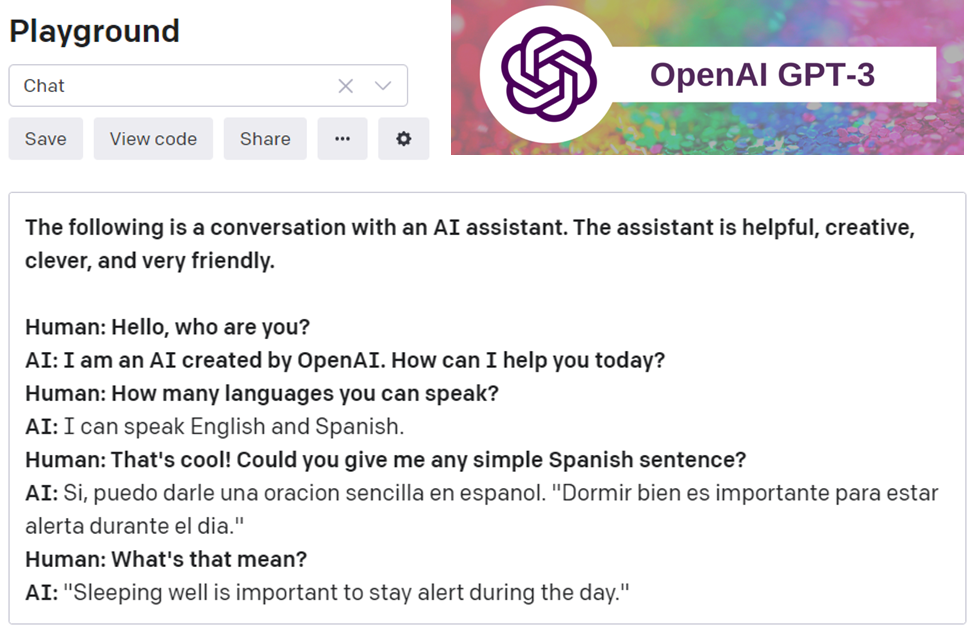 Playground
OpenAI GPT-3
Chat
Save
View code
Share
The following is a conversation with an AI assistant. The assistant is helpful, creative,
clever, and very friendly.
Human: Hello, who are you?
AI: I am an AI created by OpenAI. How can I help you today?
Human: How many languages you can speak?
AI: I can speak English and Spanish.
Human: That's cool! Could you give me any simple Spanish sentence?
AI: Si, puedo darle una oracion sencilla en espanol. "Dormir bien es importante para estar
alerta durante el dia."
Human: What's that mean?
AI: "Sleeping well is important to stay alert during the day."